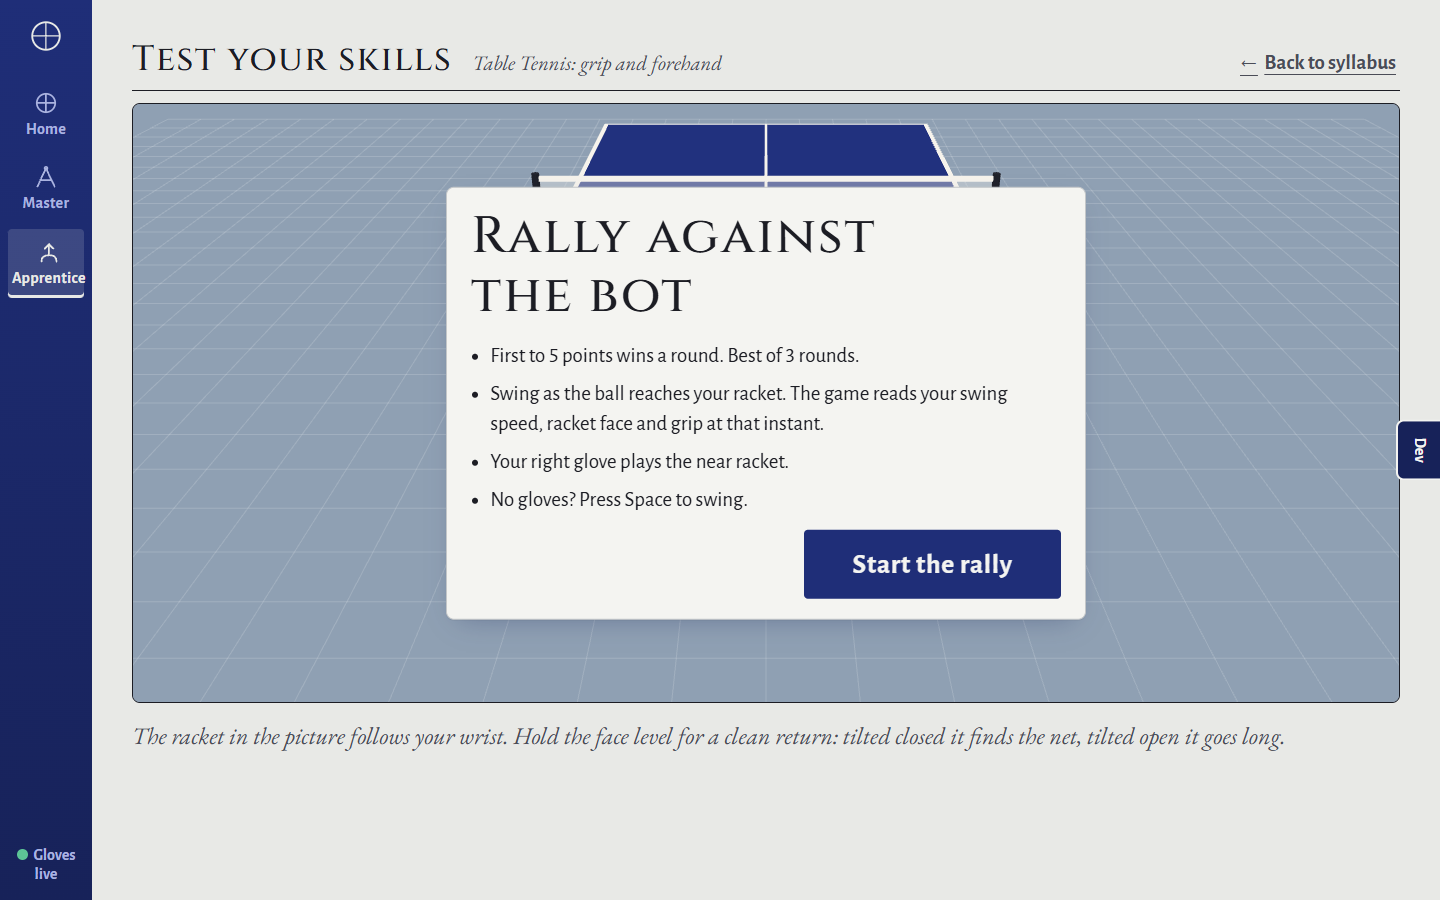 Test your skills
Table Tennis: grip and forehand
← Back to syllabus
Home
Master
Apprentice
Rally against
the bot
• First to 5 points wins a round. Best of 3 rounds.
• Swing as the ball reaches your racket. The game reads your swing
speed, racket face and grip at that instant.
• Your right glove plays the near racket.
• No gloves? Press Space to swing.
Start the rally
Dev
The racket in the picture follows your wrist. Hold the face level for a clean return: tilted closed it finds the net, tilted open it goes long.
Gloves
live